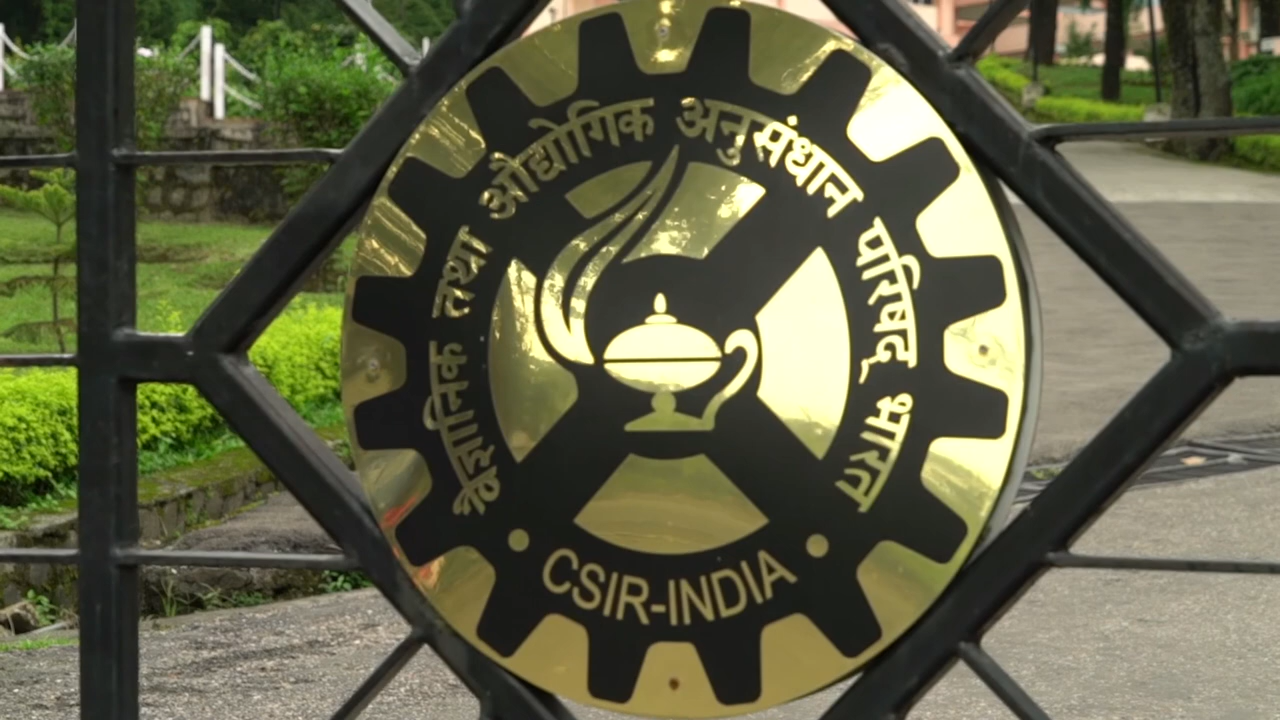 वैज्ञानिक तथा औद्योगिक अनुसंधान परिषद् भारत
CSIR-INDIA